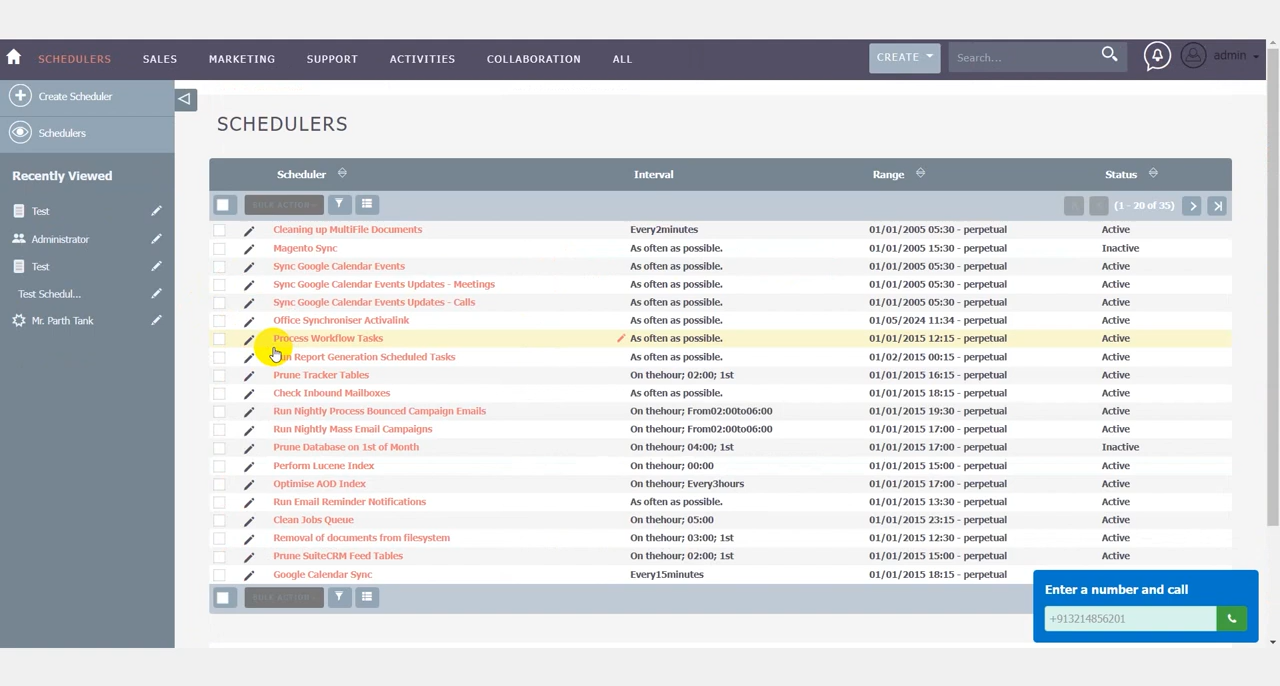 SCHEDULERS SALES MARKETING SUPPORT ACTIVITIES COLLABORATION ALL CREATE Search... admin
Create Scheduler
Schedulers
Recently Viewed
Test
Administrator
Test
Test Schedul...
Mr. Parth Tank
SCHEDULERS
Scheduler Interval Range Status
BULK ACTION (1 - 20 of 35)
Cleaning up MultiFile Documents Every2minutes 01/01/2005 05:30 - perpetual Active
Magento Sync As often as possible. 01/01/2005 15:30 - perpetual Inactive
Sync Google Calendar Events As often as possible. 01/01/2005 05:30 - perpetual Active
Sync Google Calendar Events Updates - Meetings As often as possible. 01/01/2005 05:30 - perpetual Active
Sync Google Calendar Events Updates - Calls As often as possible. 01/01/2005 05:30 - perpetual Active
Office Synchroniser Activalink As often as possible. 01/05/2024 11:34 - perpetual Active
Process Workflow Tasks As often as possible. 01/01/2015 12:15 - perpetual Active
Run Report Generation Scheduled Tasks As often as possible. 01/02/2015 00:15 - perpetual Active
Prune Tracker Tables On thehour; 02:00; 1st 01/01/2015 16:15 - perpetual Active
Check Inbound Mailboxes As often as possible. 01/01/2015 18:15 - perpetual Active
Run Nightly Process Bounced Campaign Emails On thehour; From02:00to06:00 01/01/2015 19:30 - perpetual Active
Run Nightly Mass Email Campaigns On thehour; From02:00to06:00 01/01/2015 17:00 - perpetual Active
Prune Database on 1st of Month On thehour; 04:00; 1st 01/01/2015 17:00 - perpetual Inactive
Perform Lucene Index On thehour; 00:00 01/01/2015 15:00 - perpetual Active
Optimise AOD Index On thehour; Every3hours 01/01/2015 17:00 - perpetual Active
Run Email Reminder Notifications As often as possible. 01/01/2015 13:30 - perpetual Active
Clean Jobs Queue On thehour; 05:00 01/01/2015 23:15 - perpetual Active
Removal of documents from filesystem On thehour; 03:00; 1st 01/01/2015 12:30 - perpetual Active
Prune SuiteCRM Feed Tables On thehour; 02:00; 1st 01/01/2015 15:00 - perpetual Active
Google Calendar Sync Every15minutes 01/01/2015 18:15 - perpetual
BULK ACTION
Enter a number and call
+913214856201